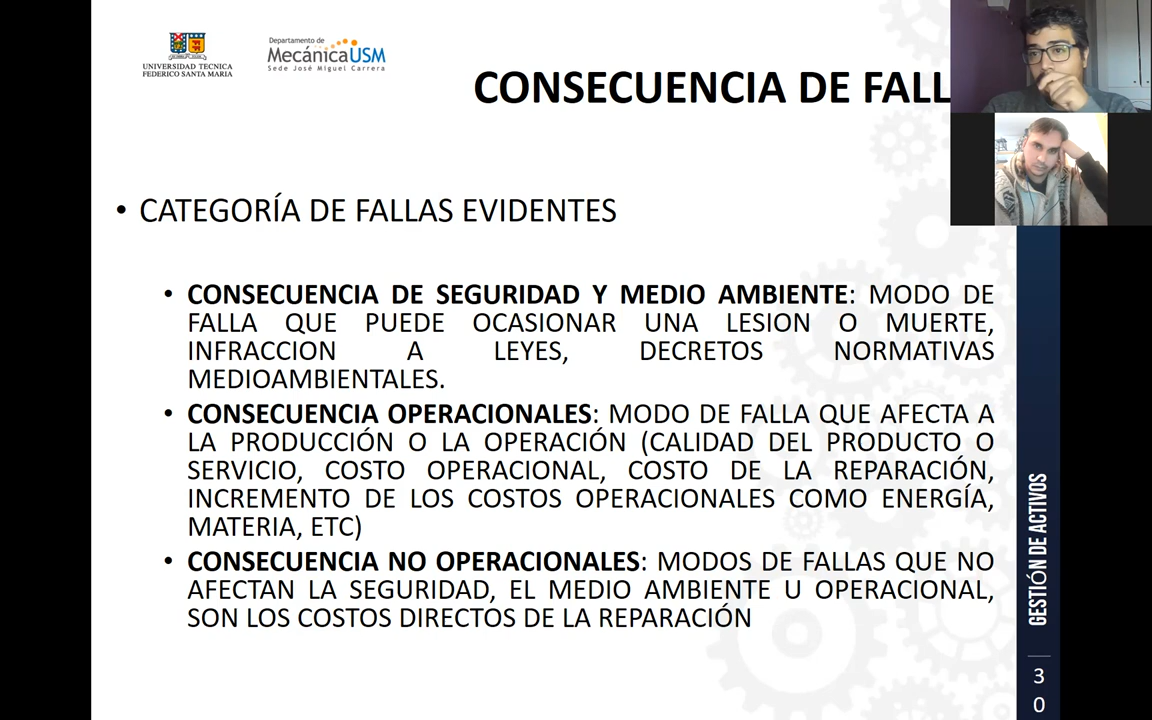 UNIVERSIDAD TECNICA
FEDERICO SANTA MARIA
Departamento de
MecánicaUSM
Sede José Miguel Carrera
CONSECUENCIA DE FALL
• CATEGORÍA DE FALLAS EVIDENTES
• CONSECUENCIA DE SEGURIDAD Y MEDIO AMBIENTE: MODO DE
FALLA QUE PUEDE OCASIONAR UNA LESION O MUERTE,
INFRACCION A LEYES, DECRETOS NORMATIVAS
MEDIOAMBIENTALES.
• CONSECUENCIA OPERACIONALES: MODO DE FALLA QUE AFECTA A
LA PRODUCCIÓN O LA OPERACIÓN (CALIDAD DEL PRODUCTO O
SERVICIO, COSTO OPERACIONAL, COSTO DE LA REPARACIÓN,
INCREMENTO DE LOS COSTOS OPERACIONALES COMO ENERGÍA,
MATERIA, ETC)
• CONSECUENCIA NO OPERACIONALES: MODOS DE FALLAS QUE NO
AFECTAN LA SEGURIDAD, EL MEDIO AMBIENTE U OPERACIONAL,
SON LOS COSTOS DIRECTOS DE LA REPARACIÓN
GESTIÓN DE ACTIVOS
3
0